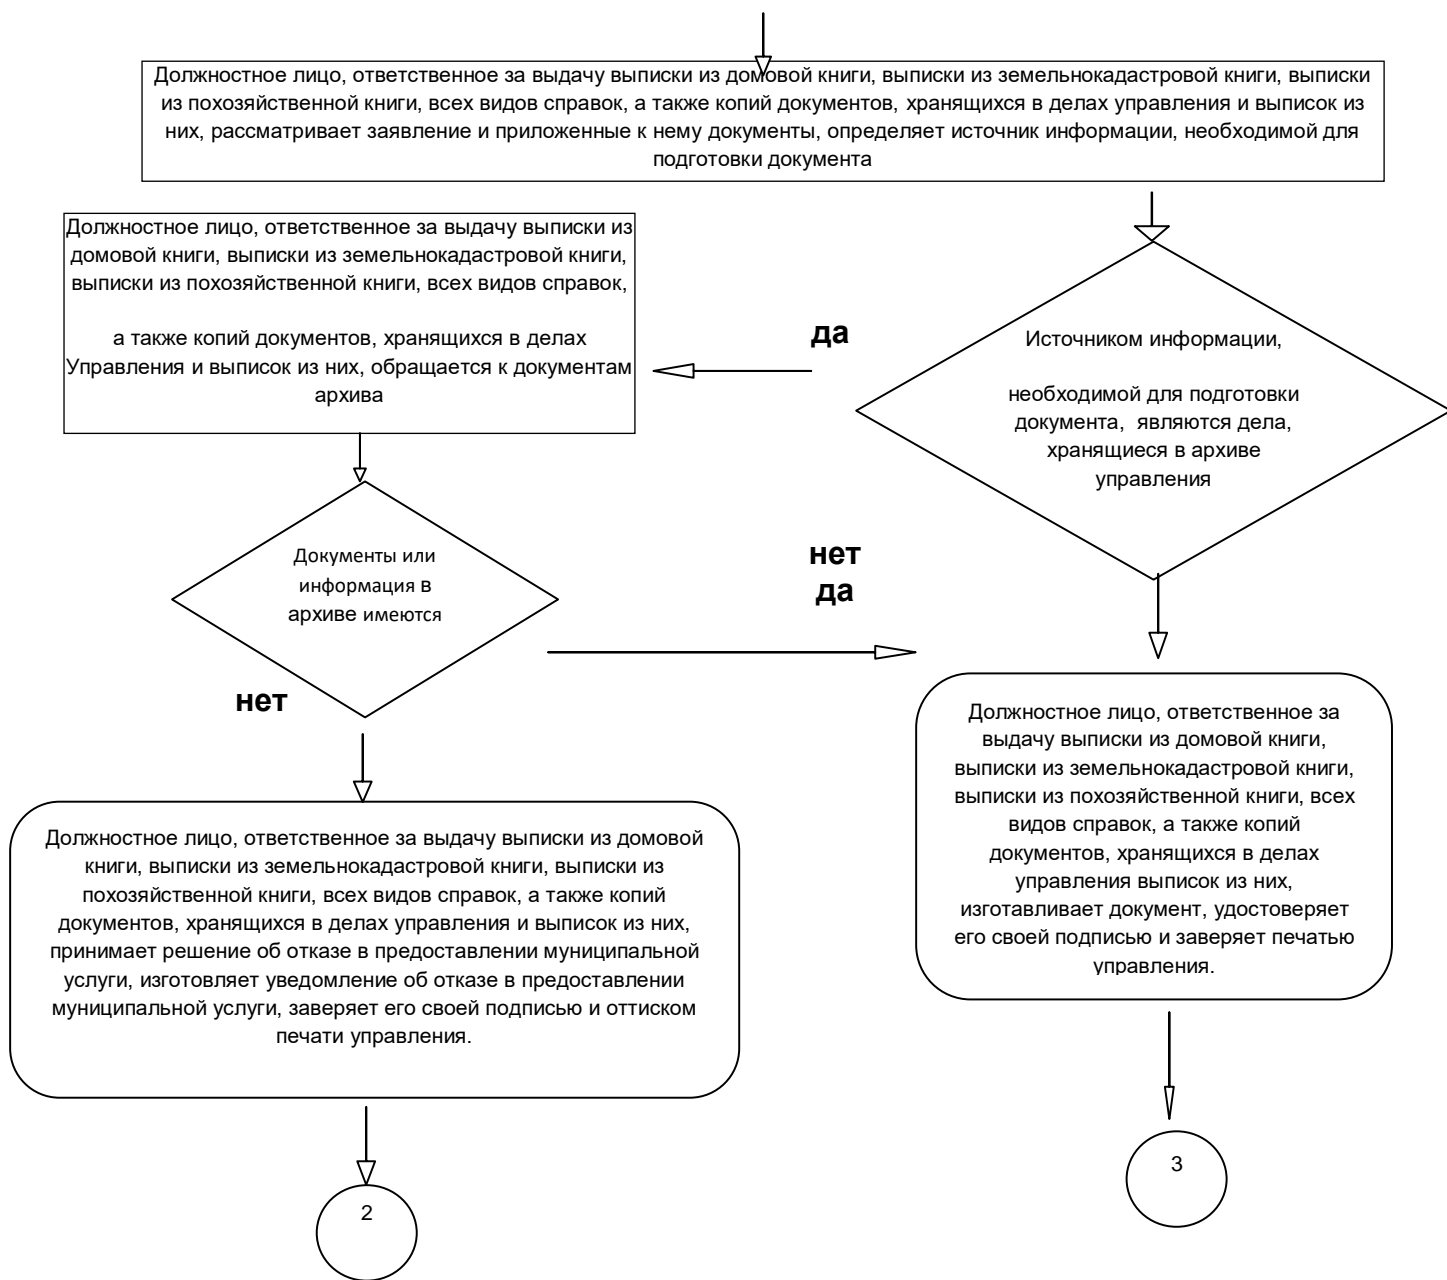 Должностное лицо, ответственное за выдачу выписки из домовой книги, выписки из земельнокадастровой книги, выписки
из похозяйственной книги, всех видов справок, а также копий документов, хранящихся в делах управления и выписок из
них, рассматривает заявление и приложенные к нему документы, определяет источник информации, необходимой для
подготовки документа
Должностное лицо, ответственное за выдачу выписки из
домовой книги, выписки из земельнокадастровой книги,
выписки из похозяйственной книги, всех видов справок,
а также копий документов, хранящихся в делах
Управления и выписок из них, обращается к документам
архива
да
Источником информации,
необходимой для подготовки
документа, являются дела,
хранящиеся в архиве
управления
Документы или
информация в
архиве имеются
нет
да
нет
Должностное лицо, ответственное за
выдачу выписки из домовой книги,
выписки из земельнокадастровой книги,
выписки из похозяйственной книги, всех
видов справок, а также копий
документов, хранящихся в делах
управления выписок из них,
изготавливает документ, удостоверяет
его своей подписью и заверяет печатью
управления.
Должностное лицо, ответственное за выдачу выписки из домовой
книги, выписки из земельнокадастровой книги, выписки из
похозяйственной книги, всех видов справок, а также копий
документов, хранящихся в делах управления и выписок из них,
принимает решение об отказе в предоставлении муниципальной
услуги, изготовляет уведомление об отказе в предоставлении
муниципальной услуги, заверяет его своей подписью и оттиском
печати управления.
3
2